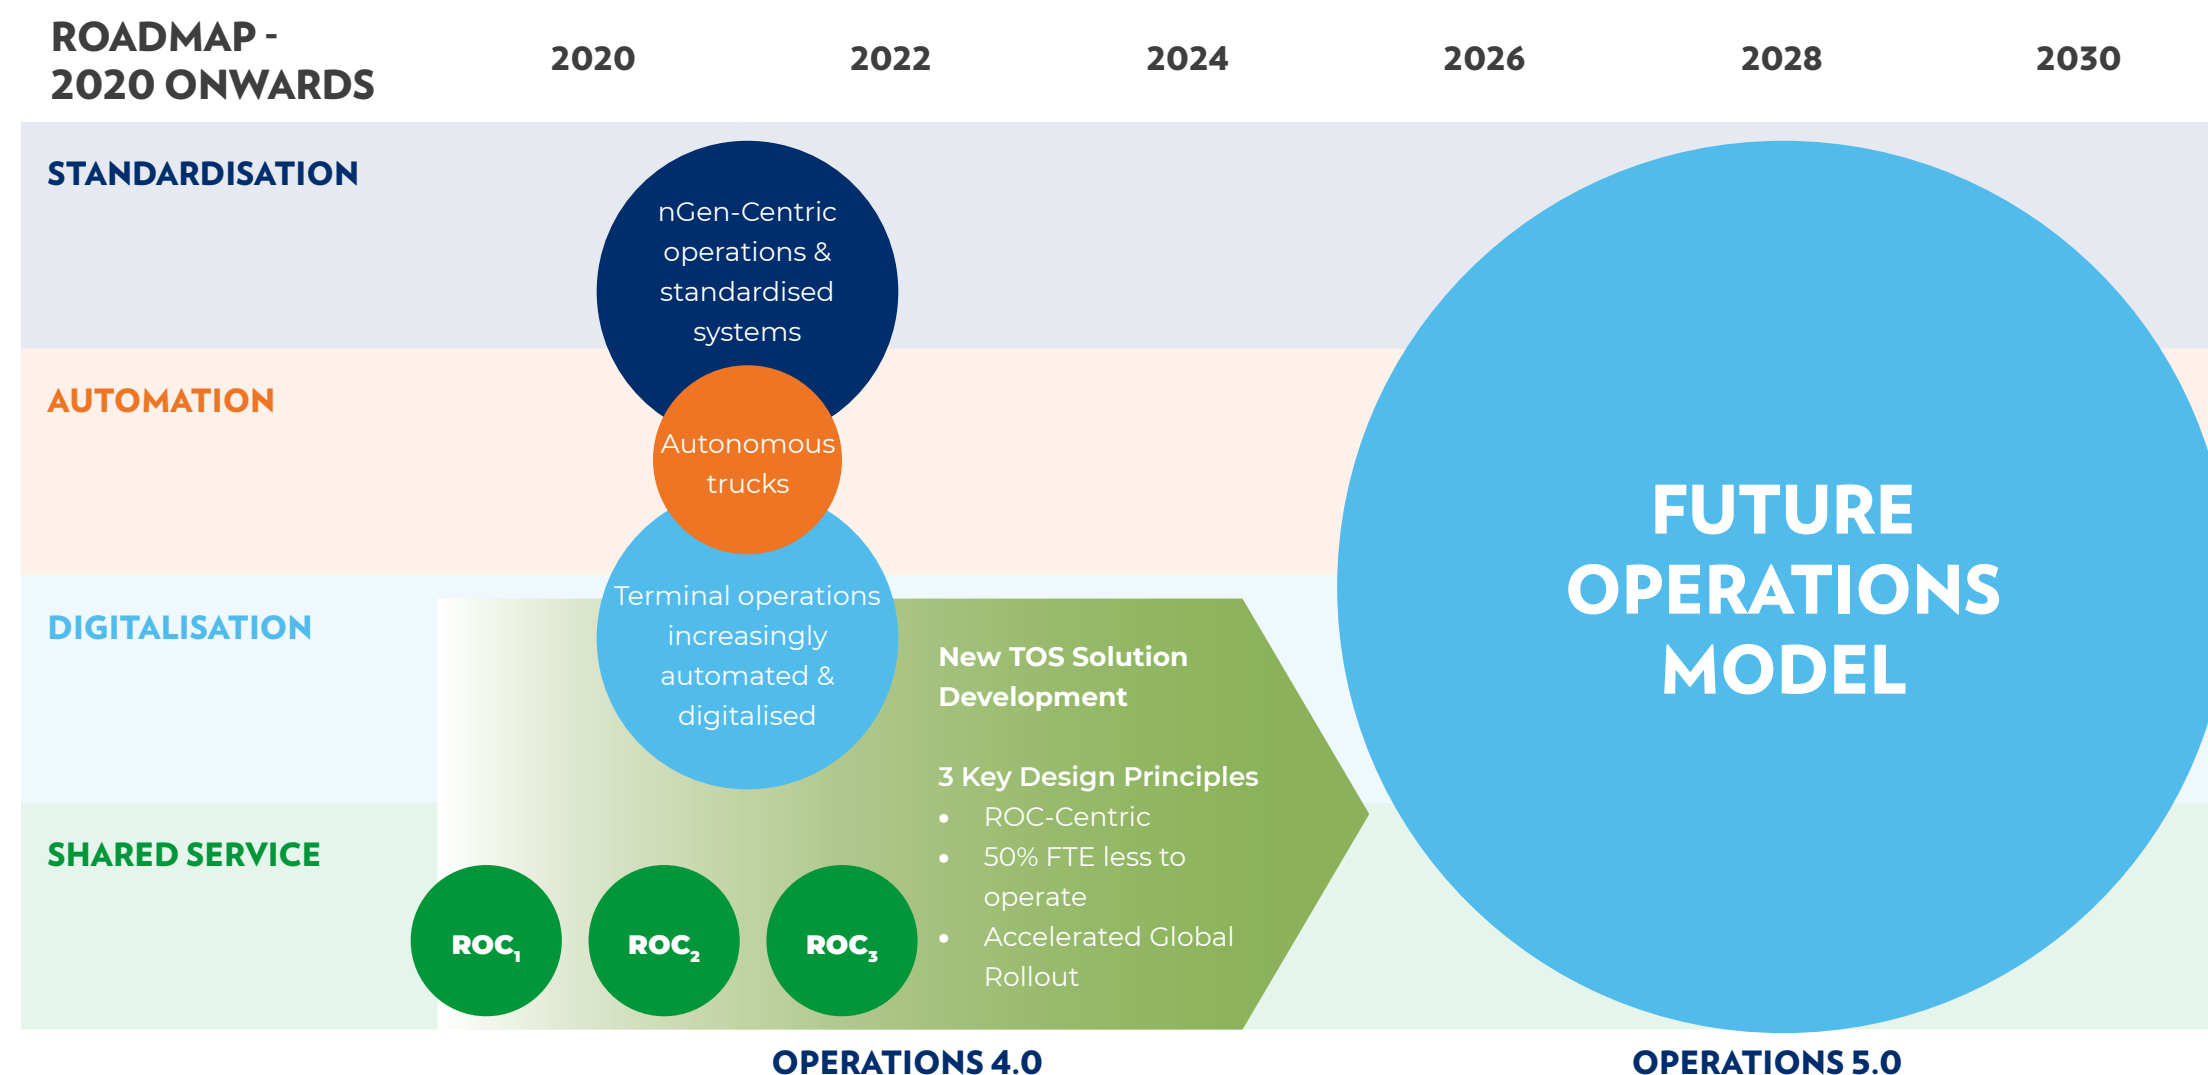 ROADMAP -
2020 ONWARDS
2020 2022 2024 2026 2028 2030
STANDARDISATION
nGen-Centric
operations &
standardised
systems
AUTOMATION
Autonomous
trucks
DIGITALISATION
Terminal operations
increasingly
automated &
digitalised
New TOS Solution
Development
3 Key Design Principles
• ROC-Centric
• 50% FTE less to
operate
• Accelerated Global
Rollout
SHARED SERVICE
ROC1 ROC2 ROC3
FUTURE
OPERATIONS
MODEL
OPERATIONS 4.0 OPERATIONS 5.0